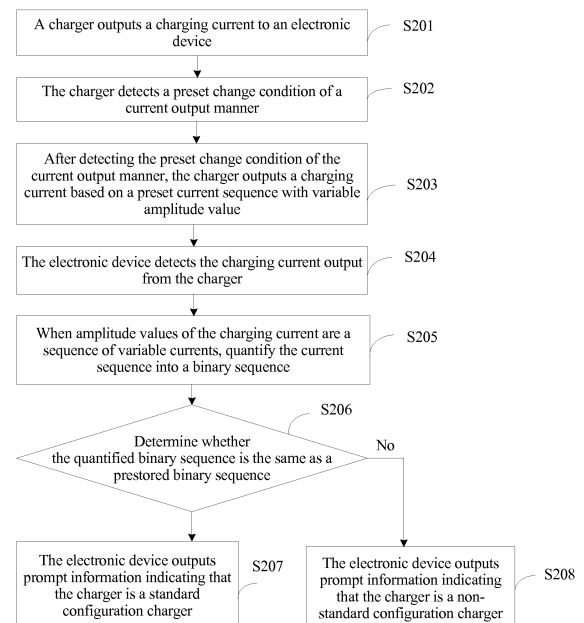 A charger outputs a charging current to an electronic
device
S201
The charger detects a preset change condition of a
current output manner
S202
After detecting the preset change condition of the
current output manner, the charger outputs a charging
current based on a preset current sequence with variable
amplitude value
S203
The electronic device detects the charging current output
from the charger
S204
When amplitude values of the charging current are a
sequence of variable currents, quantify the current
sequence into a binary sequence
S205
S206
Determine whether
the quantified binary sequence is the same as a
prestored binary sequence
No
The electronic device outputs
prompt information indicating that
the charger is a standard
configuration charger
S207
The electronic device outputs
prompt information indicating
that the charger is a non-
standard configuration charger
S208